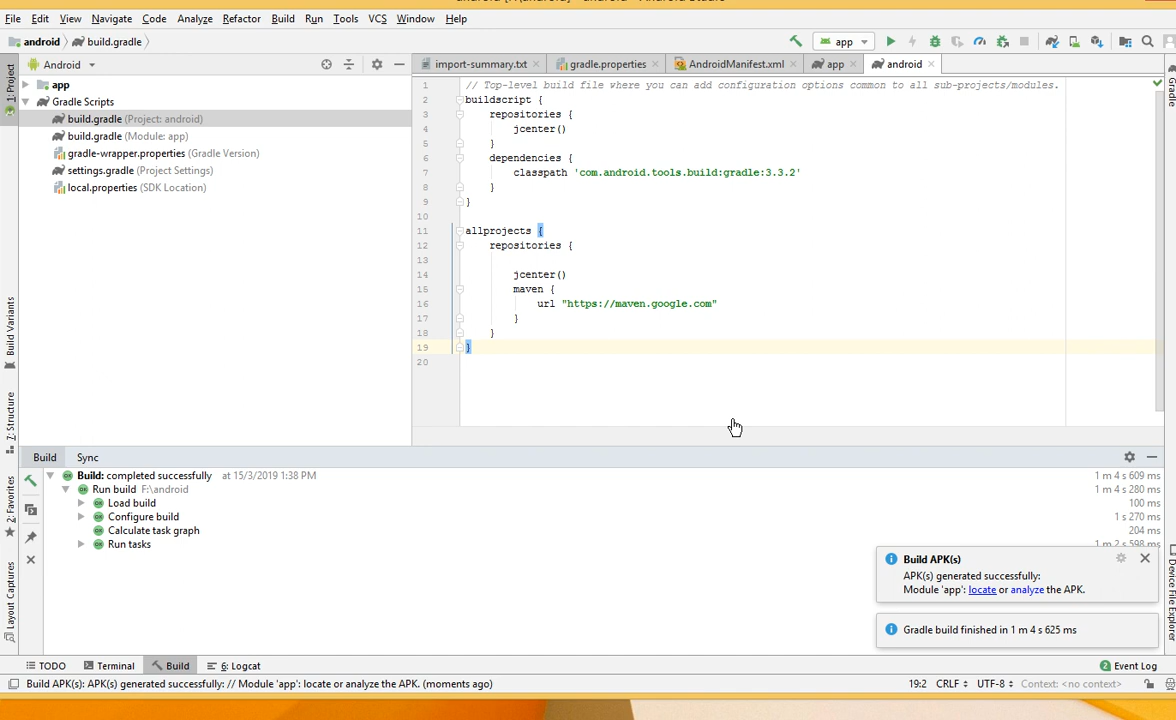 File Edit View Navigate Code Analyze Refactor Build Run Tools VCS Window Help
android build.gradle
app
1: Project
Android
import-summary.txt gradle.properties AndroidManifest.xml app android
Gradle
app
Gradle Scripts
build.gradle (Project: android)
build.gradle (Module: app)
gradle-wrapper.properties (Gradle Version)
settings.gradle (Project Settings)
local.properties (SDK Location)
1 // Top-level build file where you can add configuration options common to all sub-projects/modules.
2 buildscript {
3 repositories {
4 jcenter()
5 }
6 dependencies {
7 classpath 'com.android.tools.build:gradle:3.3.2'
8 }
9 }
10
11 allprojects {
12 repositories {
13
14 jcenter()
15 maven {
16 url "https://maven.google.com"
17 }
18 }
19 }
20
Build Variants
Z: Structure
2: Favorites
Layout Captures
Build Sync
Build: completed successfully at 15/3/2019 1:38 PM 1 m 4 s 609 ms
Run build F:\android 1 m 4 s 280 ms
Load build 100 ms
Configure build 1 s 270 ms
Calculate task graph 204 ms
Run tasks 1 m 2 s 598 ms
Build APK(s)
APK(s) generated successfully:
Module 'app': locate or analyze the APK.
Gradle build finished in 1 m 4 s 625 ms
Device File Explorer
TODO Terminal Build 6: Logcat 2 Event Log
Build APK(s): APK(s) generated successfully: // Module 'app': locate or analyze the APK. (moments ago) 19:2 CRLF UTF-8 Context: <no context>